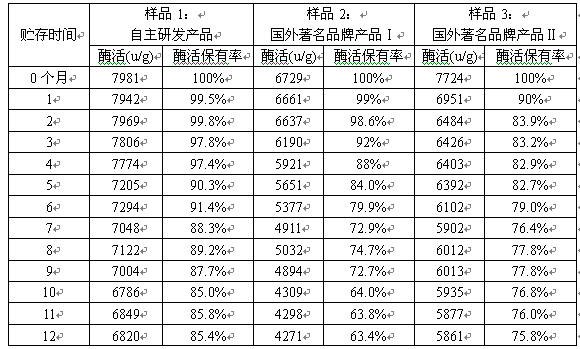 贮存时间 样品 1： 样品 2： 样品 3：
自主研发产品 国外著名品牌产品Ⅰ 国外著名品牌产品Ⅱ
酶活(u/g) 酶活保有率 酶活(u/g) 酶活保有率 酶活(u/g) 酶活保有率
0 个月 7981 100% 6729 100% 7724 100%
1 7942 99.5% 6661 99% 6951 90%
2 7969 99.8% 6637 98.6% 6484 83.9%
3 7806 97.8% 6190 92% 6426 83.2%
4 7774 97.4% 5921 88% 6403 82.9%
5 7205 90.3% 5651 84.0% 6392 82.7%
6 7294 91.4% 5377 79.9% 6102 79.0%
7 7048 88.3% 4911 72.9% 5902 76.4%
8 7122 89.2% 5032 74.7% 6012 77.8%
9 7004 87.7% 4894 72.7% 6013 77.8%
10 6786 85.0% 4309 64.0% 5935 76.8%
11 6849 85.8% 4298 63.8% 5877 76.0%
12 6820 85.4% 4271 63.4% 5861 75.8%